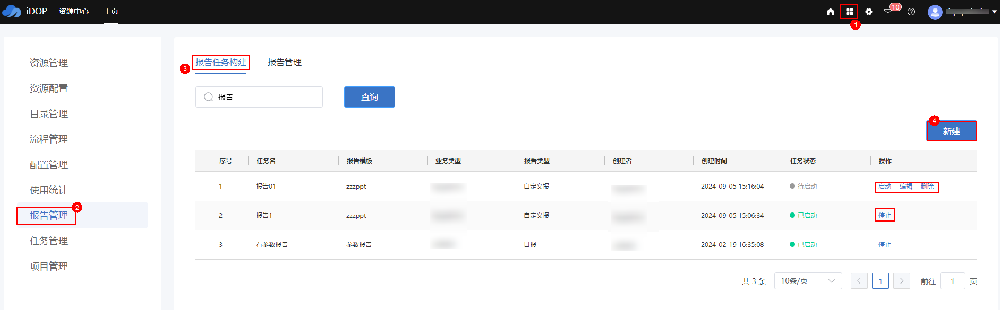 iDOP 资源中心 主页 10
1
资源管理
资源配置
目录管理
流程管理
配置管理
使用统计
报告管理 2
任务管理
项目管理
3 报告任务构建 报告管理
报告 查询
4 新建
序号 任务名 报告模板 业务类型 报告类型 创建者 创建时间 任务状态 操作
1 报告01 zzzppt 自定义报 2024-09-05 15:16:04 待启动 启动 编辑 删除
2 报告1 zzzppt 自定义报 2024-09-05 15:06:34 已启动 停止
3 有参数报告 参数报告 日报 2024-02-19 16:35:08 已启动 停止
共 3 条 10条/页 1 前往 1 页